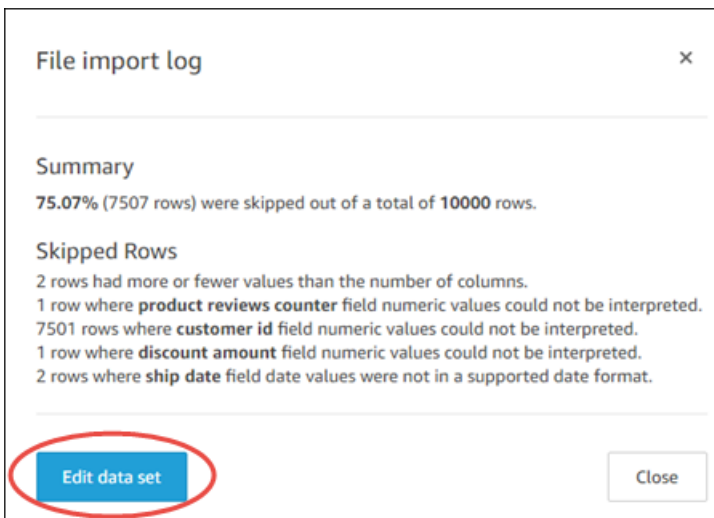 File import log
×
Summary
75.07% (7507 rows) were skipped out of a total of 10000 rows.
Skipped Rows
2 rows had more or fewer values than the number of columns.
1 row where product reviews counter field numeric values could not be interpreted.
7501 rows where customer id field numeric values could not be interpreted.
1 row where discount amount field numeric values could not be interpreted.
2 rows where ship date field date values were not in a supported date format.
Edit data set
Close